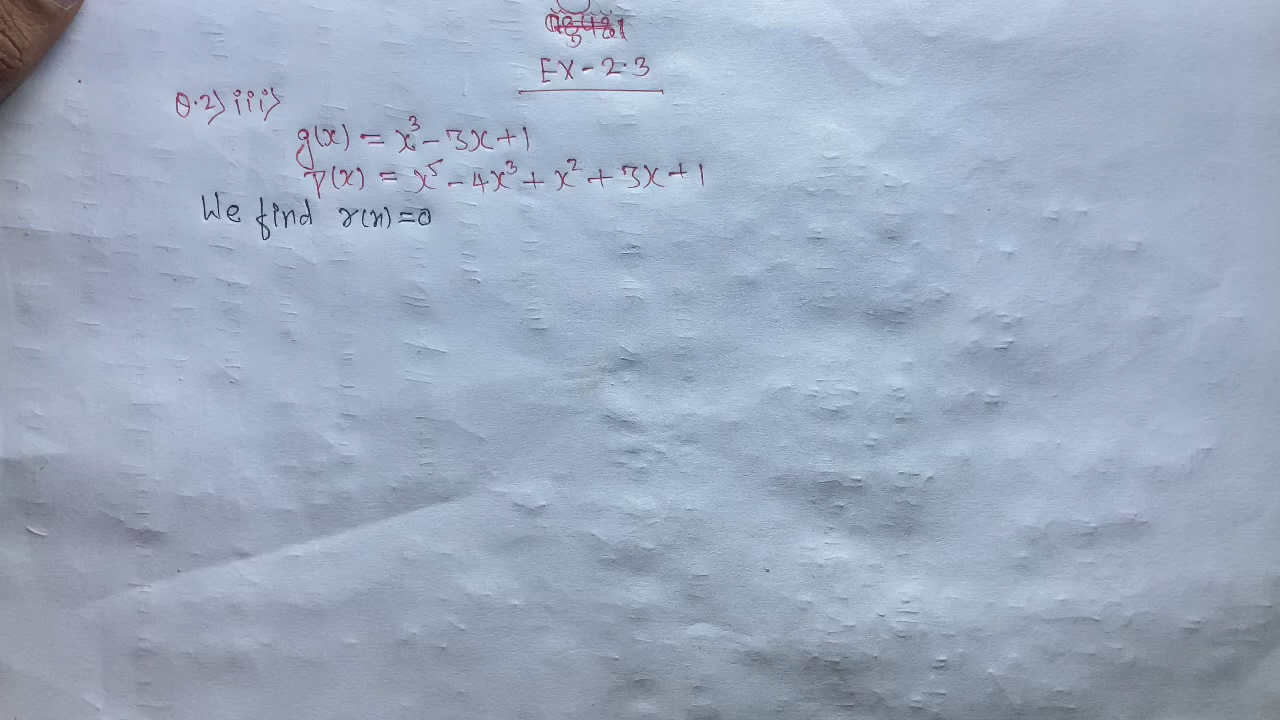 EX-2.3
Q.2) iii)
g(x) = x³ - 3x + 1
p(x) = x⁵ - 4x³ + x² + 3x + 1
We find r(x)=0